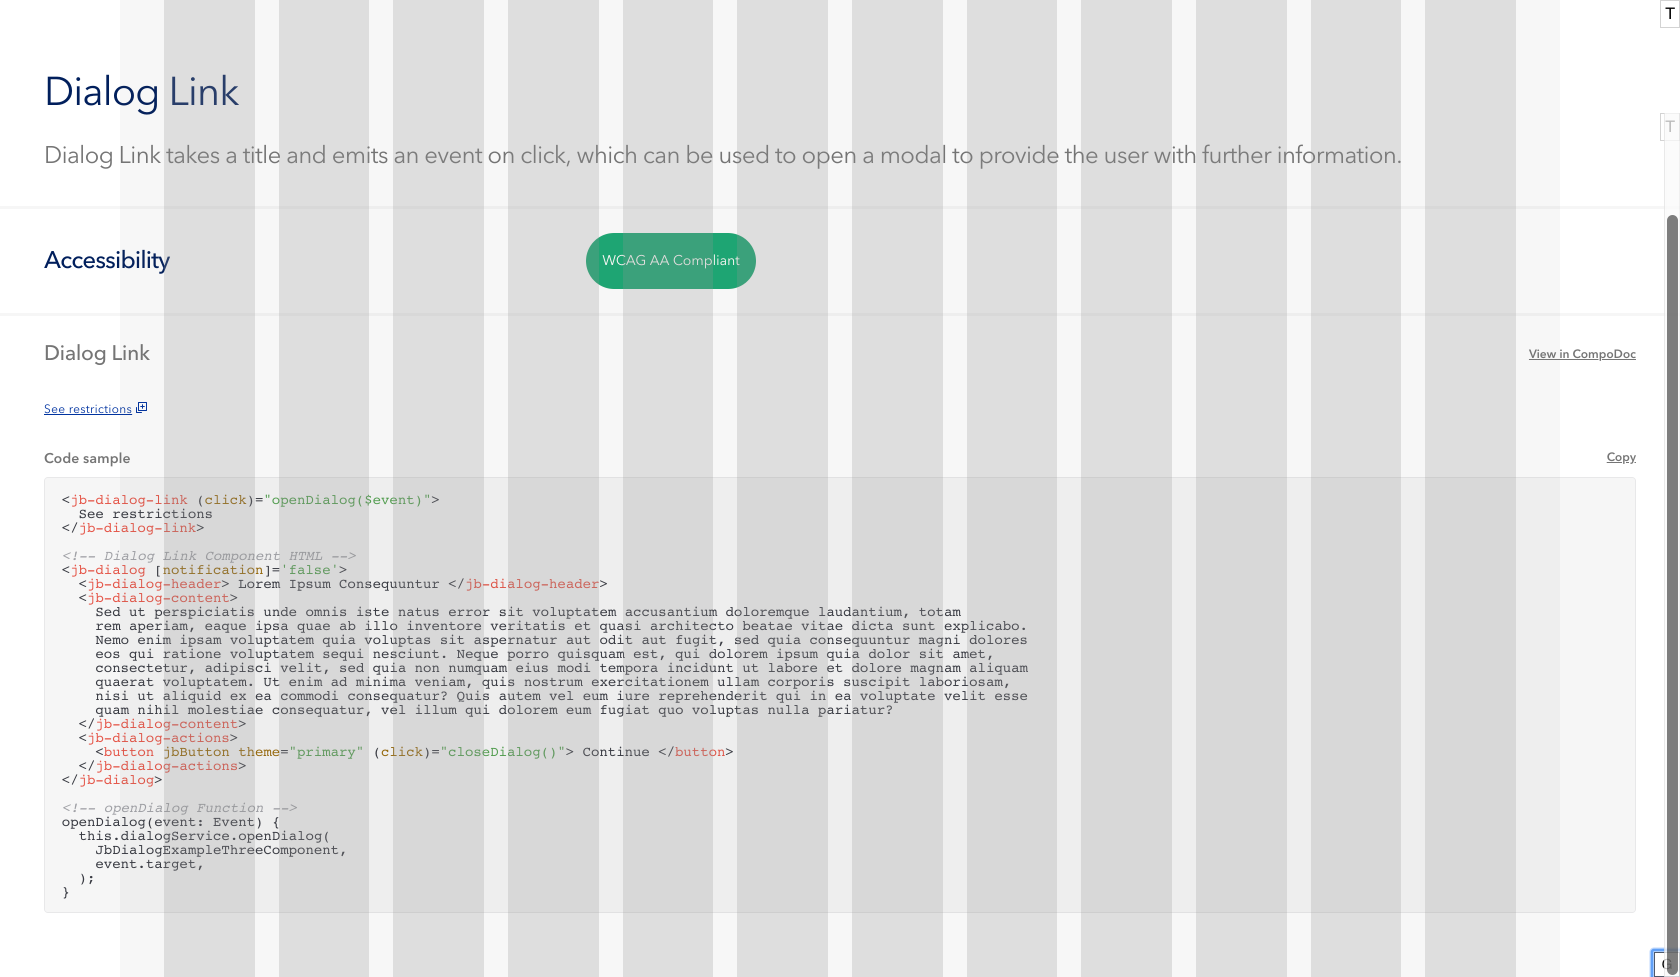 T
Dialog Link
T
Dialog Link takes a title and emits an event on click, which can be used to open a modal to provide the user with further information.
Accessibility
WCAG AA Compliant
Dialog Link
View in CompoDoc
See restrictions
Code sample
Copy
<jb-dialog-link (click)="openDialog($event)">
  See restrictions
</jb-dialog-link>
<!-- Dialog Link Component HTML -->
<jb-dialog [notification]='false'>
  <jb-dialog-header> Lorem Ipsum Consequuntur </jb-dialog-header>
  <jb-dialog-content>
    Sed ut perspiciatis unde omnis iste natus error sit voluptatem accusantium doloremque laudantium, totam
    rem aperiam, eaque ipsa quae ab illo inventore veritatis et quasi architecto beatae vitae dicta sunt explicabo.
    Nemo enim ipsam voluptatem quia voluptas sit aspernatur aut odit aut fugit, sed quia consequuntur magni dolores
    eos qui ratione voluptatem sequi nesciunt. Neque porro quisquam est, qui dolorem ipsum quia dolor sit amet,
    consectetur, adipisci velit, sed quia non numquam eius modi tempora incidunt ut labore et dolore magnam aliquam
    quaerat voluptatem. Ut enim ad minima veniam, quis nostrum exercitationem ullam corporis suscipit laboriosam,
    nisi ut aliquid ex ea commodi consequatur? Quis autem vel eum iure reprehenderit qui in ea voluptate velit esse
    quam nihil molestiae consequatur, vel illum qui dolorem eum fugiat quo voluptas nulla pariatur?
  </jb-dialog-content>
  <jb-dialog-actions>
    <button jbButton theme="primary" (click)="closeDialog()"> Continue </button>
  </jb-dialog-actions>
</jb-dialog>
<!-- openDialog Function -->
openDialog(event: Event) {
  this.dialogService.openDialog(
    JbDialogExampleThreeComponent,
    event.target,
  );
}